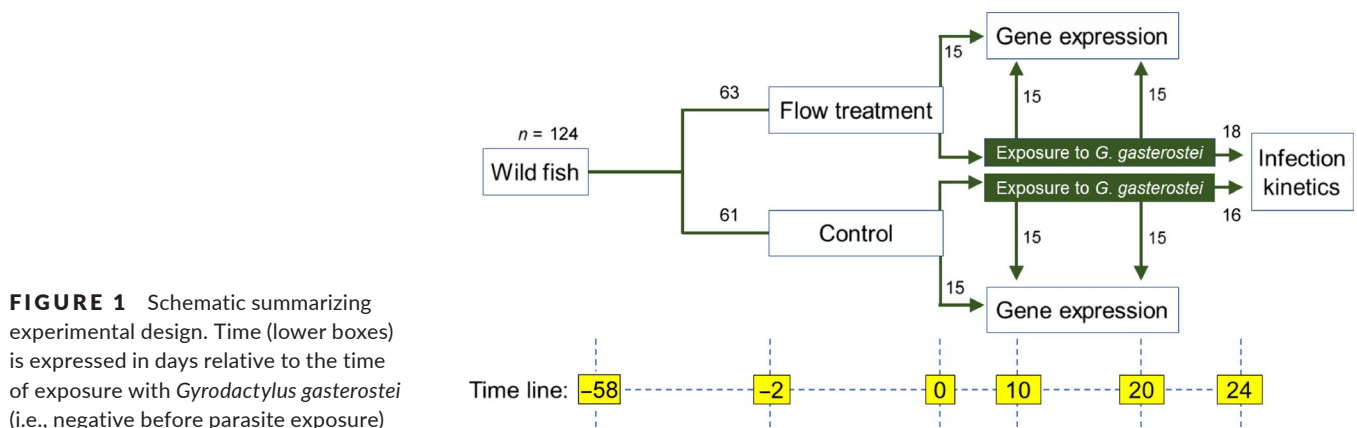 Gene expression
15
63
Flow treatment
15
15
n = 124
Exposure to G. gasterostei
18
Wild fish
Infection
kinetics
Exposure to G. gasterostei
61
16
Control
15
15
15
Gene expression
FIGURE 1 Schematic summarizing
experimental design. Time (lower boxes)
is expressed in days relative to the time
of exposure with Gyrodactylus gasterostei
(i.e., negative before parasite exposure)
Time line: –58 –2 0 10 20 24